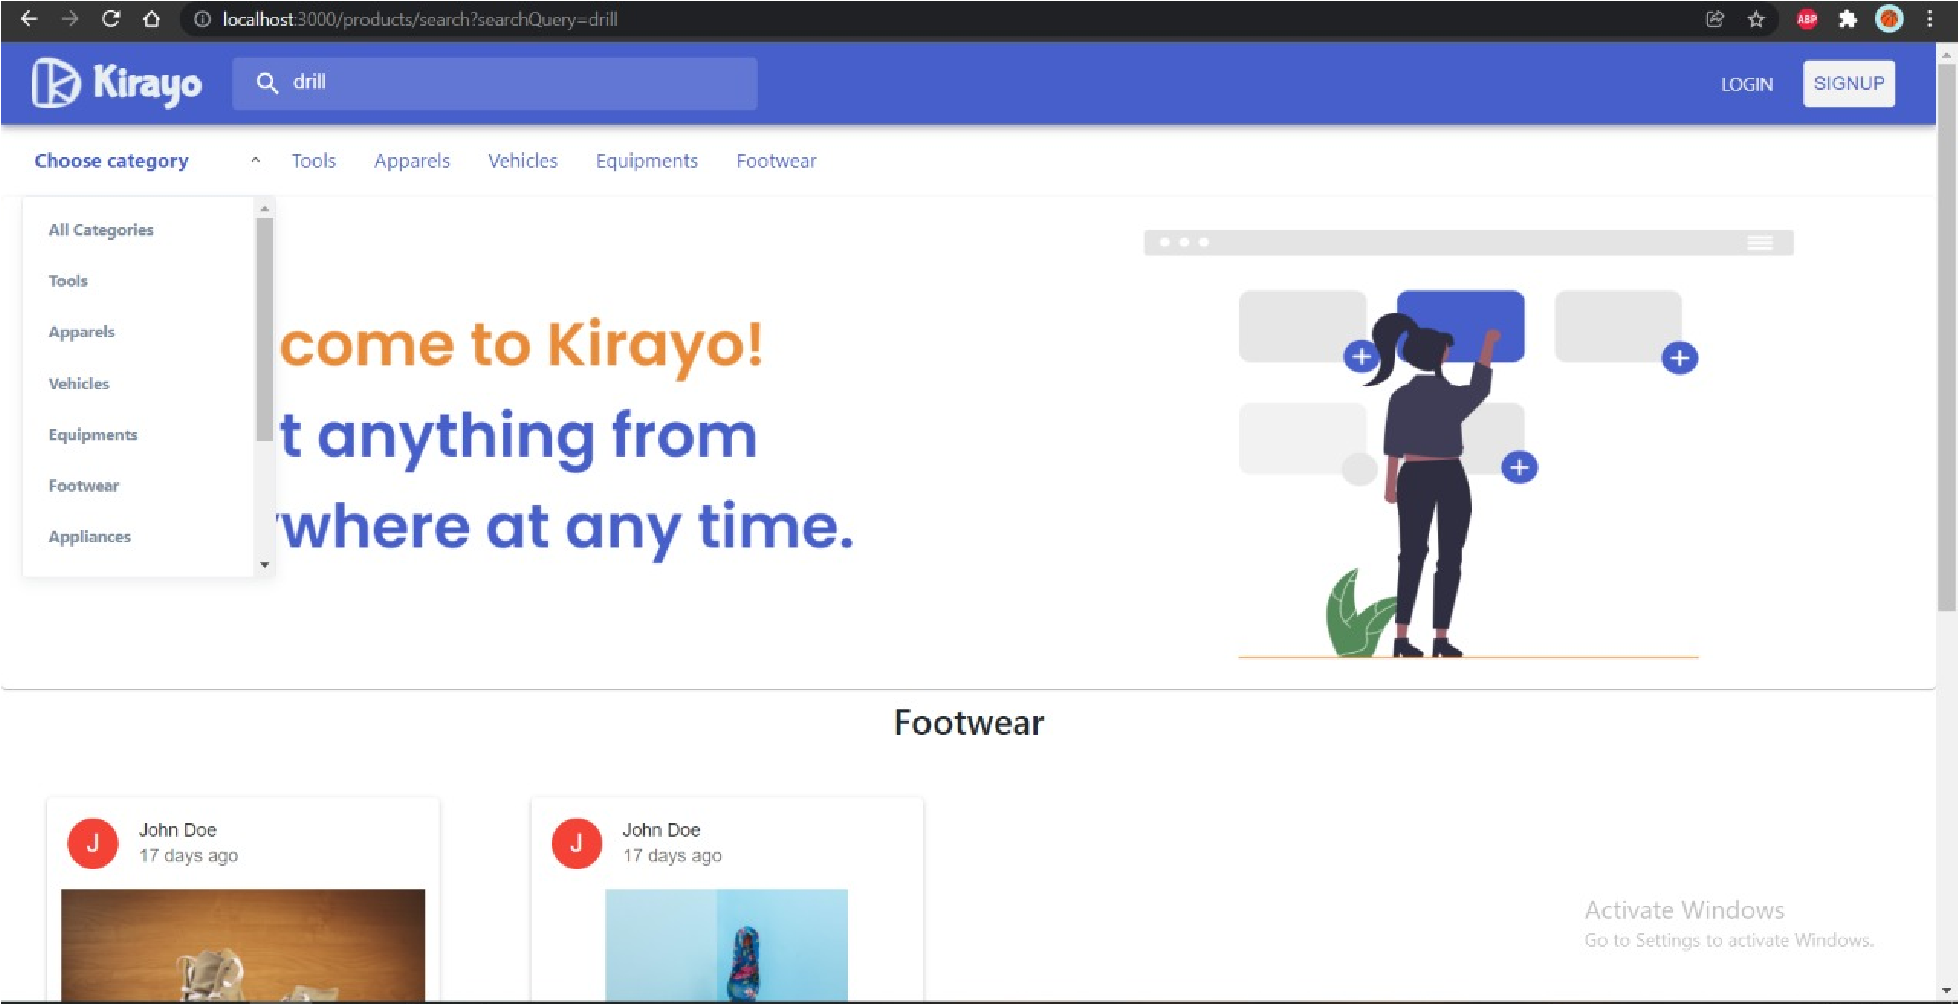 localhost:3000/products/search?searchQuery=drill
ABP
Kirayo
drill
LOGIN
SIGNUP
Choose category
Tools
Apparels
Vehicles
Equipments
Footwear
All Categories
Tools
Apparels
Vehicles
Equipments
Footwear
Appliances
come to Kirayo!
t anything from
ywhere at any time.
Footwear
J
John Doe
17 days ago
J
John Doe
17 days ago
Activate Windows
Go to Settings to activate Windows.